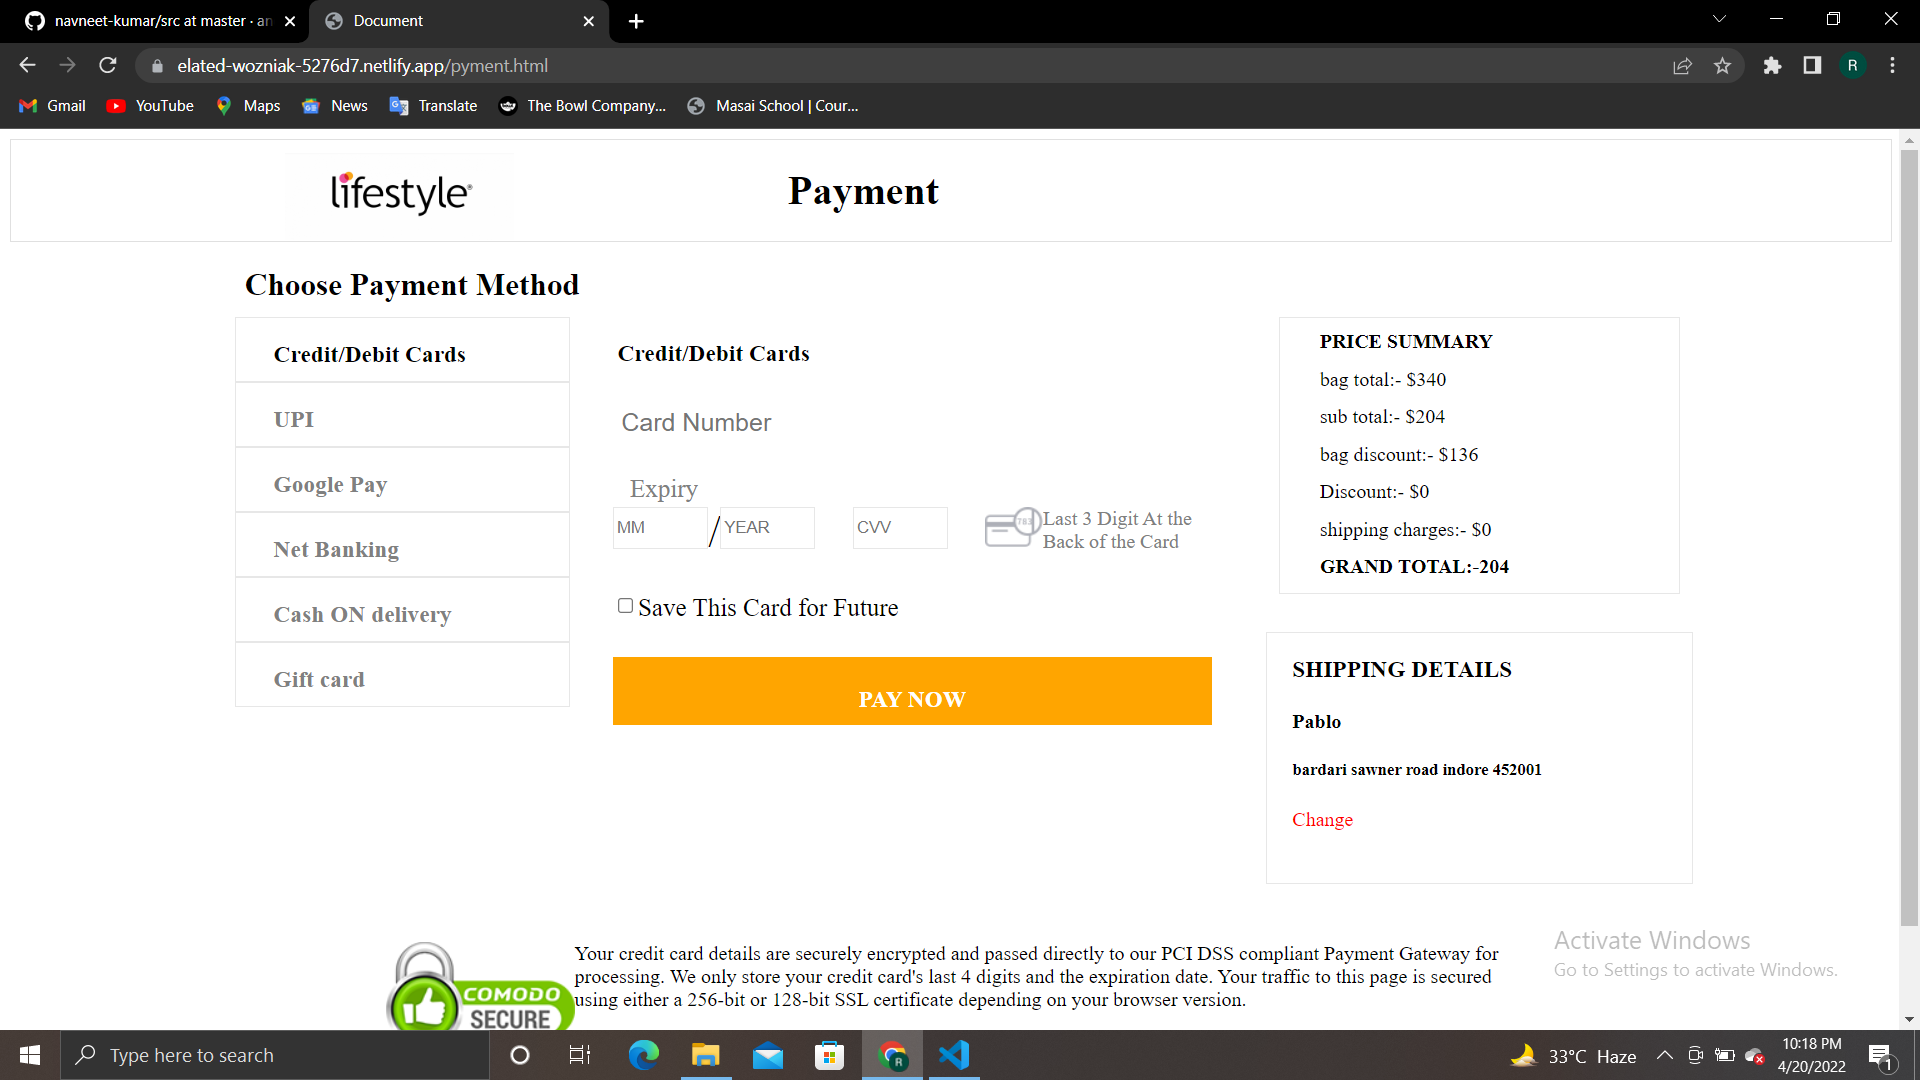 navneet-kumar/src at master · an
Document
elated-wozniak-5276d7.netlify.app/pyment.html
R
Gmail
YouTube
Maps
News
Translate
The Bowl Company...
Masai School | Cour...
lifestyle®
Payment
Choose Payment Method
Credit/Debit Cards
UPI
Google Pay
Net Banking
Cash ON delivery
Gift card
Credit/Debit Cards
Card Number
Expiry
MM / YEAR
CVV
783
Last 3 Digit At the
Back of the Card
Save This Card for Future
PAY NOW
PRICE SUMMARY
bag total:- $340
sub total:- $204
bag discount:- $136
Discount:- $0
shipping charges:- $0
GRAND TOTAL:-204
SHIPPING DETAILS
Pablo
bardari sawner road indore 452001
Change
COMODO
SECURE
Your credit card details are securely encrypted and passed directly to our PCI DSS compliant Payment Gateway for
processing. We only store your credit card's last 4 digits and the expiration date. Your traffic to this page is secured
using either a 256-bit or 128-bit SSL certificate depending on your browser version.
Activate Windows
Go to Settings to activate Windows.
Type here to search
R
33°C Haze
10:18 PM
4/20/2022
1